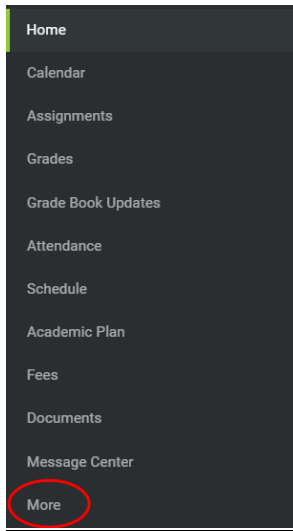 Home
Calendar
Assignments
Grades
Grade Book Updates
Attendance
Schedule
Academic Plan
Fees
Documents
Message Center
More